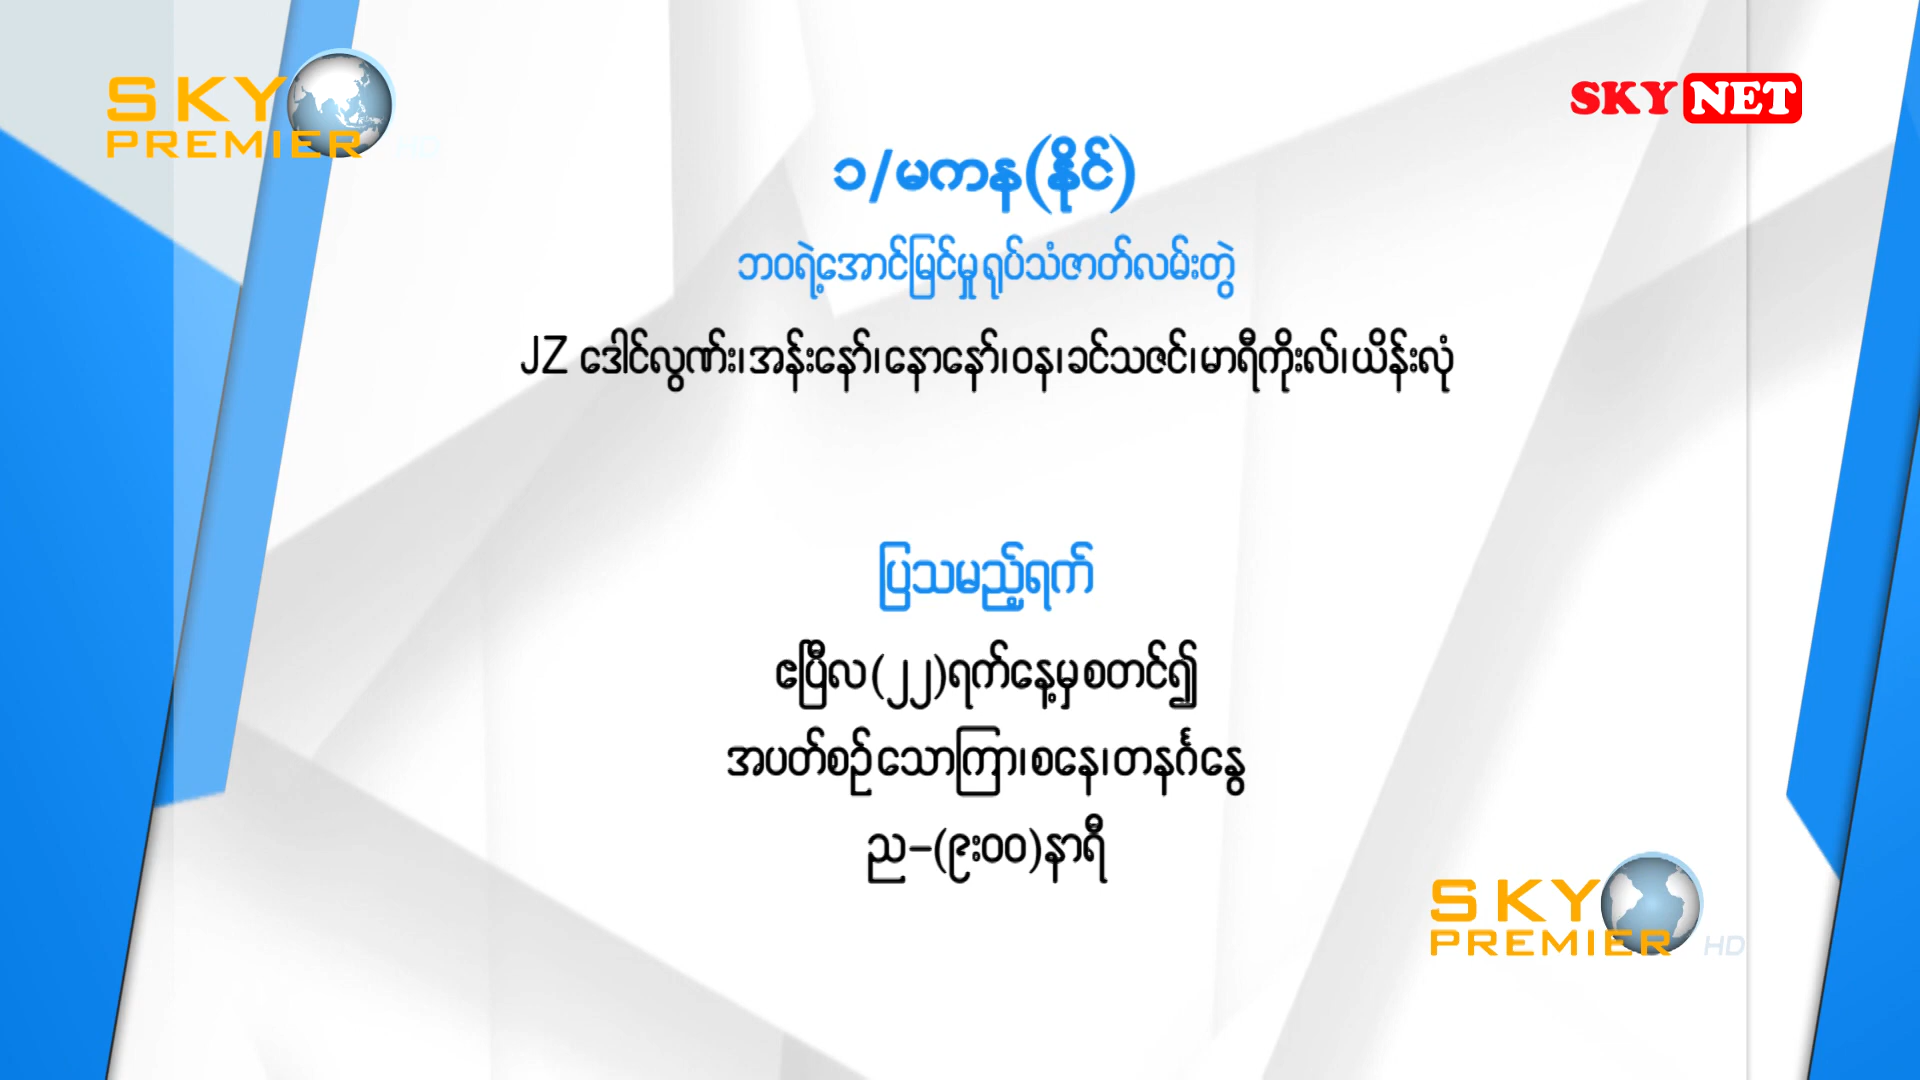 SKY PREMIER HD
SKY NET
၁/မကန(နိုင်)
ဘဝရဲ့အောင်မြင်မှုရုပ်သံဇာတ်လမ်းတွဲ
JZ ဒေါင်လွဏ်း၊အန်းနော်၊နောနော်၊ဝန၊ခင်သဇင်၊မာရီကိုးလ်၊ယိန်းလုံ
ပြသမည့်ရက်
ဧပြီလ(၂၂)ရက်နေ့မှစတင်၍
အပတ်စဉ်သောကြာ၊စနေ၊တနင်္ဂနွေ
ည-(၉:၀၀)နာရီ
SKY PREMIER HD